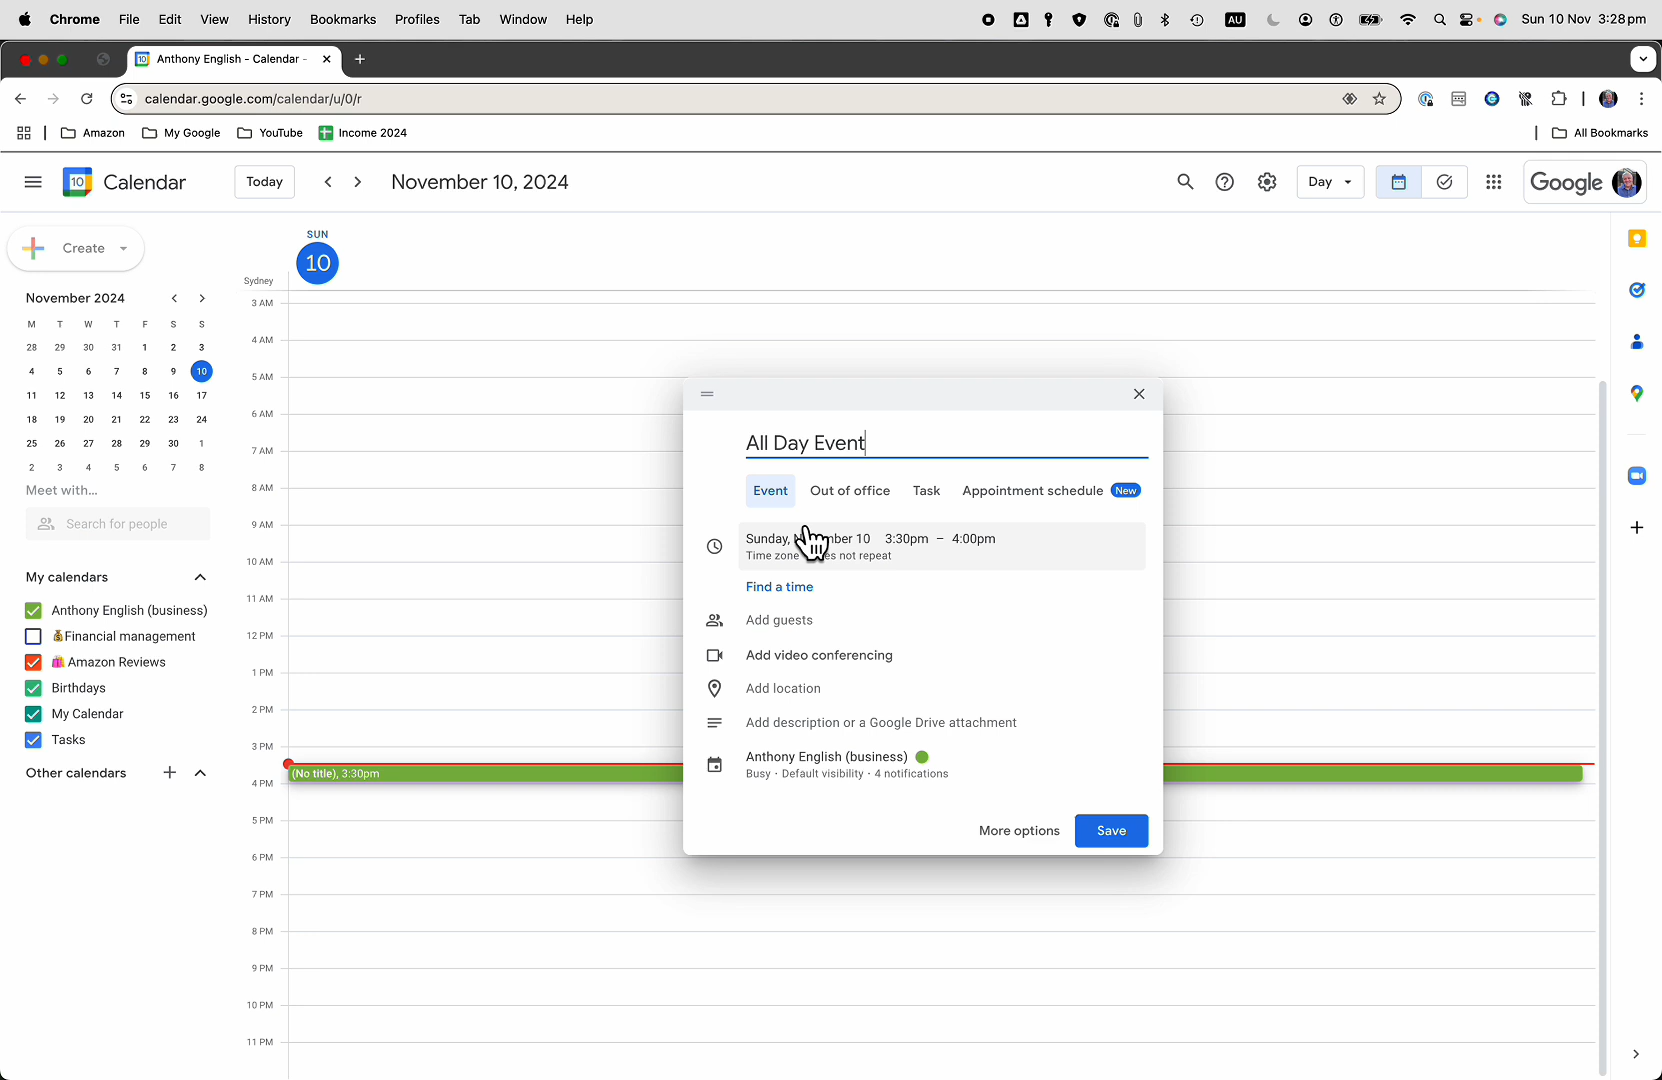 Chrome File Edit View History Bookmarks Profiles Tab Window Help AU Sun 10 Nov 3:28 pm
10 Anthony English - Calendar -
calendar.google.com/calendar/u/0/r
Amazon My Google YouTube Income 2024 All Bookmarks
10 Calendar Today November 10, 2024 Day Google
Create
SUN
10
Sydney
November 2024
M T W T F S S
28 29 30 31 1 2 3
4 5 6 7 8 9 10
11 12 13 14 15 16 17
18 19 20 21 22 23 24
25 26 27 28 29 30 1
2 3 4 5 6 7 8
Meet with...
Search for people
My calendars
Anthony English (business)
Financial management
Amazon Reviews
Birthdays
My Calendar
Tasks
Other calendars
3 AM
4 AM
5 AM
6 AM
7 AM
8 AM
9 AM
10 AM
11 AM
12 PM
1 PM
2 PM
3 PM
(No title), 3:30pm
4 PM
5 PM
6 PM
7 PM
8 PM
9 PM
10 PM
11 PM
All Day Event
Event Out of office Task Appointment schedule New
Sunday, 10 3:30pm – 4:00pm
Time zone not repeat
Find a time
Add guests
Add video conferencing
Add location
Add description or a Google Drive attachment
Anthony English (business)
Busy · Default visibility · 4 notifications
More options Save